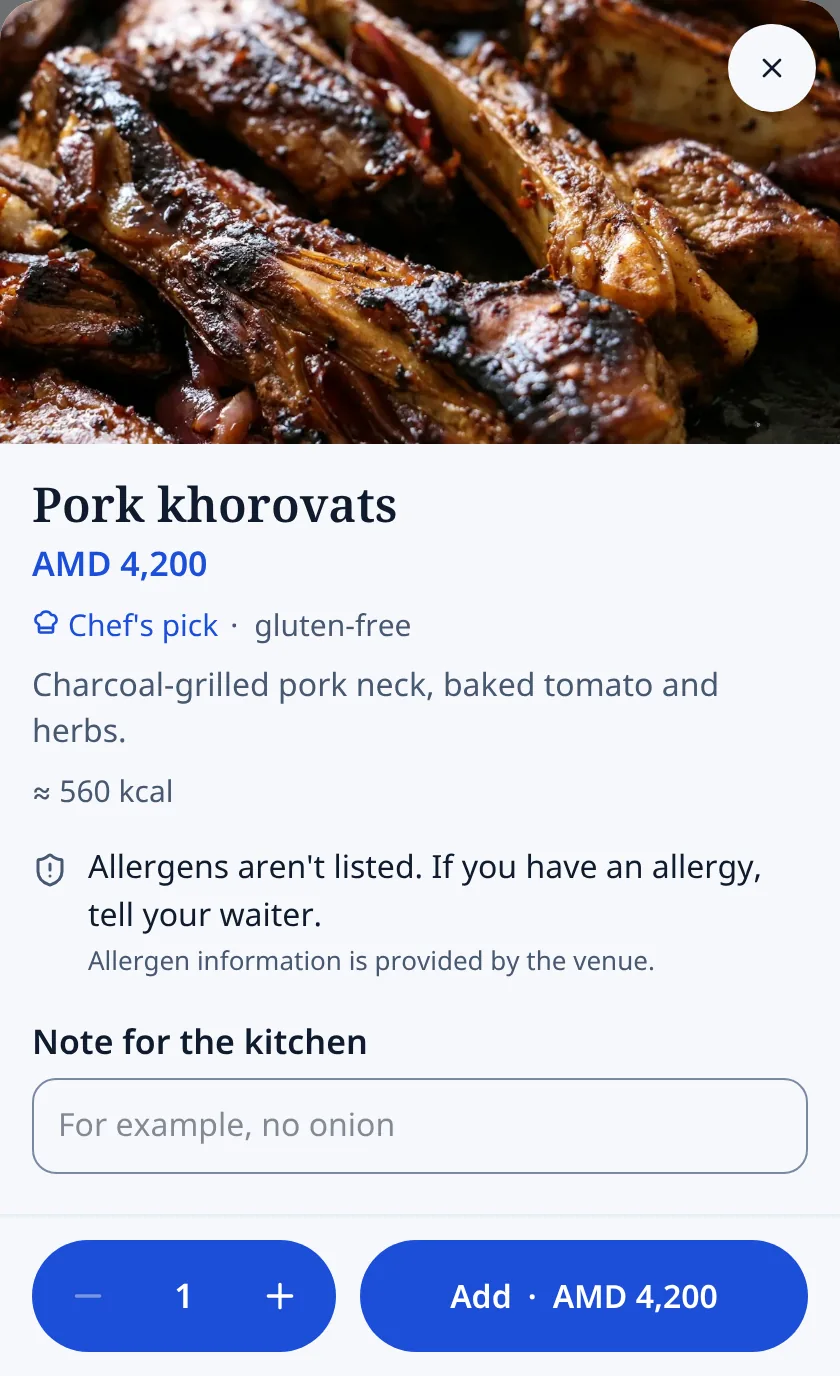 Pork khorovats
AMD 4,200
Chef's pick · gluten-free
Charcoal-grilled pork neck, baked tomato and
herbs.
≈ 560 kcal
Allergens aren't listed. If you have an allergy,
tell your waiter.
Allergen information is provided by the venue.
Note for the kitchen
For example, no onion
1
Add · AMD 4,200